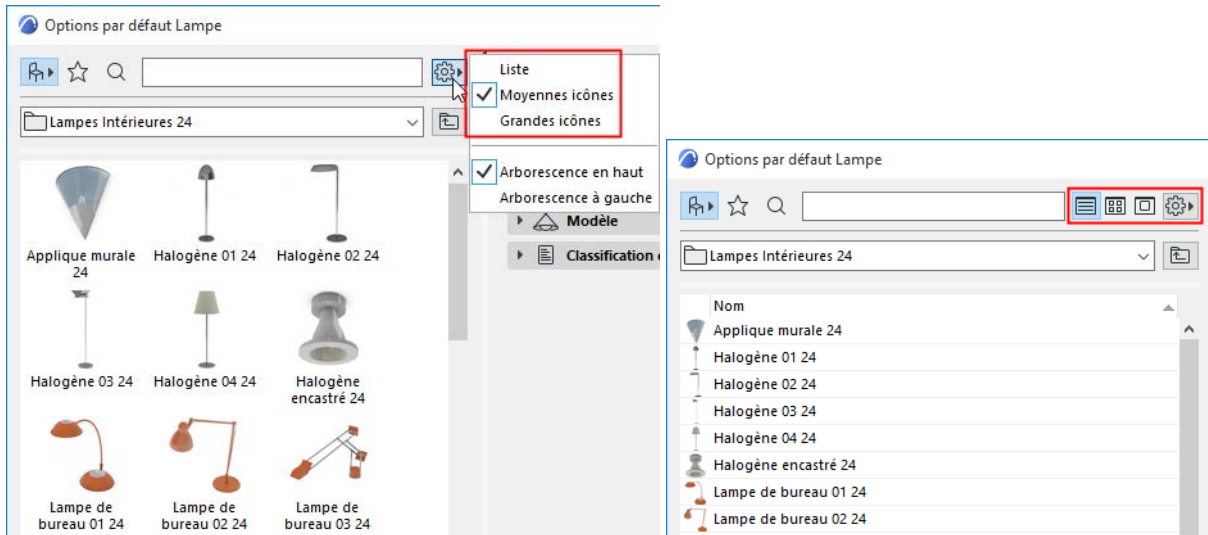 Options par défaut Lampe
Liste
Moyennes icônes
Grandes icônes
Lampes Intérieures 24
Arborescence en haut
Arborescence à gauche
Applique murale
24
Halogène 01 24
Halogène 02 24
Modèle
Classification
Halogène 03 24
Halogène 04 24
Halogène
encastré 24
Lampe de
bureau 01 24
Lampe de
bureau 02 24
Lampe de
bureau 03 24
Options par défaut Lampe
Lampes Intérieures 24
Nom
Applique murale 24
Halogène 01 24
Halogène 02 24
Halogène 03 24
Halogène 04 24
Halogène encastré 24
Lampe de bureau 01 24
Lampe de bureau 02 24